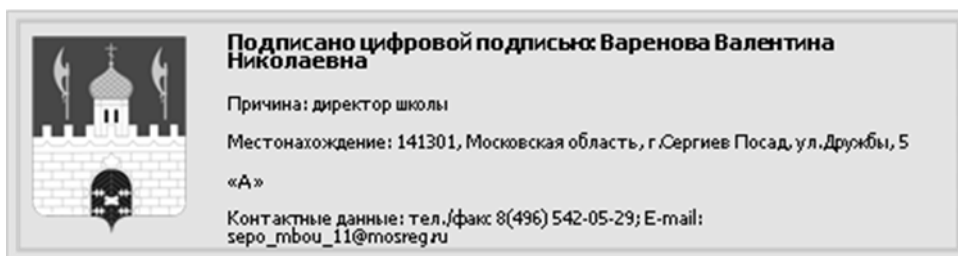 Подписано цифровой подписью: Варенова Валентина
Николаевна
Причина: директор школы
Местонахождение: 141301, Московская область, г.Сергиев Посад, ул.Дружбы, 5
«А»
Контактные данные: тел./факс 8(496) 542-05-29; E-mail:
sepo_mbou_11@mosreg.ru